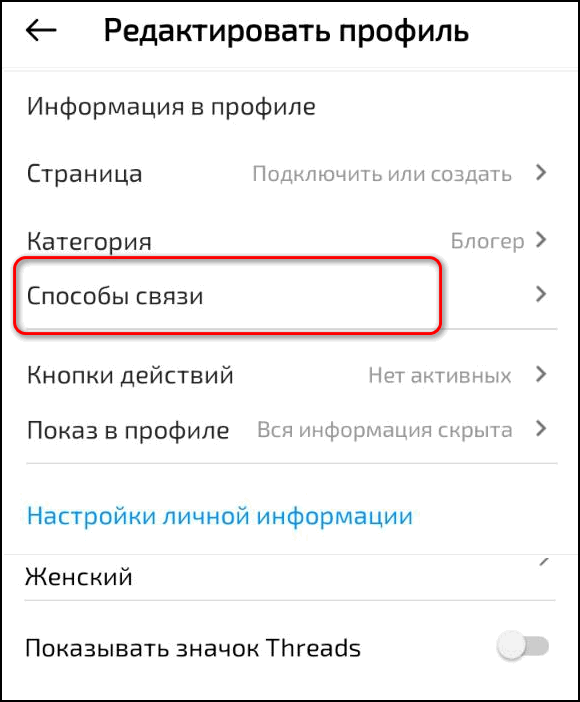 Редактировать профиль
Информация в профиле
Страница Подключить или создать
Категория Блогер
Способы связи
Кнопки действий Нет активных
Показ в профиле Вся информация скрыта
Настройки личной информации
Женский
Показывать значок Threads